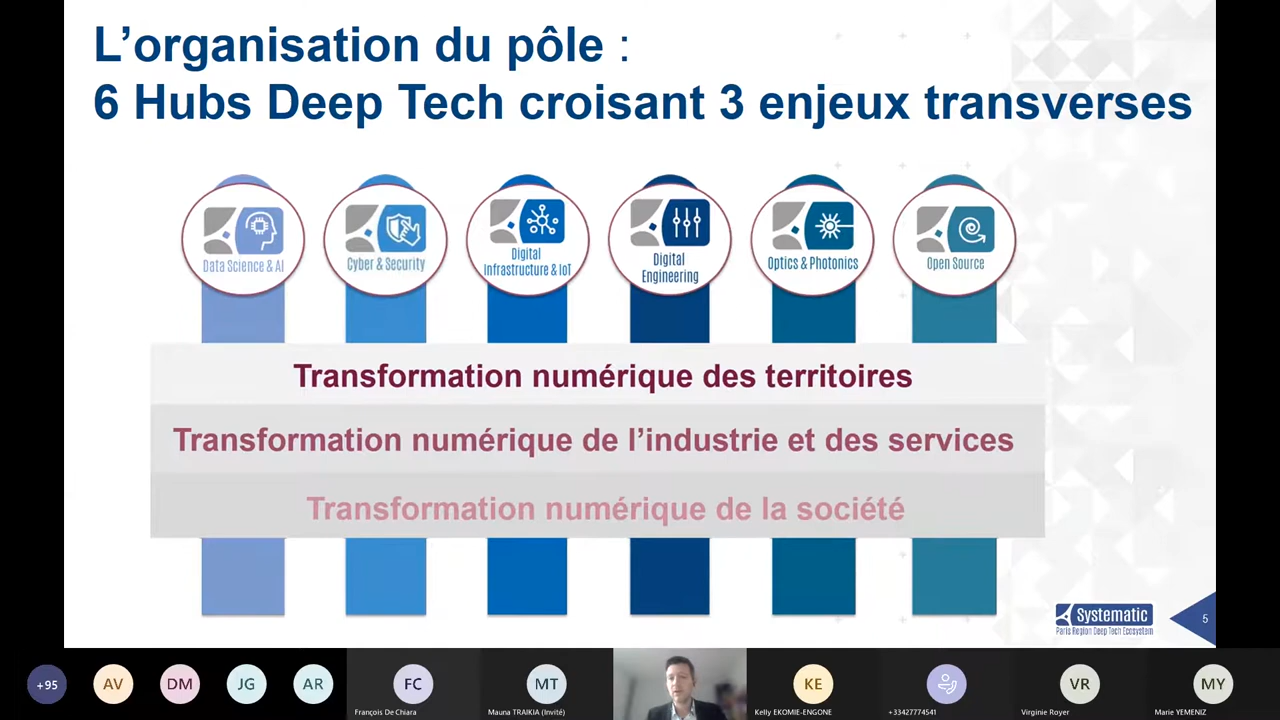 L’organisation du pôle :
6 Hubs Deep Tech croisant 3 enjeux transverses
Data Science & AI
Cyber & Security
Digital
Infrastructure & IoT
Digital
Engineering
Optics & Photonics
Open Source
Transformation numérique des territoires
Transformation numérique de l’industrie et des services
Transformation numérique de la société
Systematic
Paris Region Deep Tech Ecosystem
5
+95
AV
DM
JG
AR
FC
François De Chiara
MT
Mauna TRAIKIA (Invité)
KE
Kelly EKOMIE-ENGONE
+33427774541
VR
Virginie Royer
MY
Marie YEMENIZ